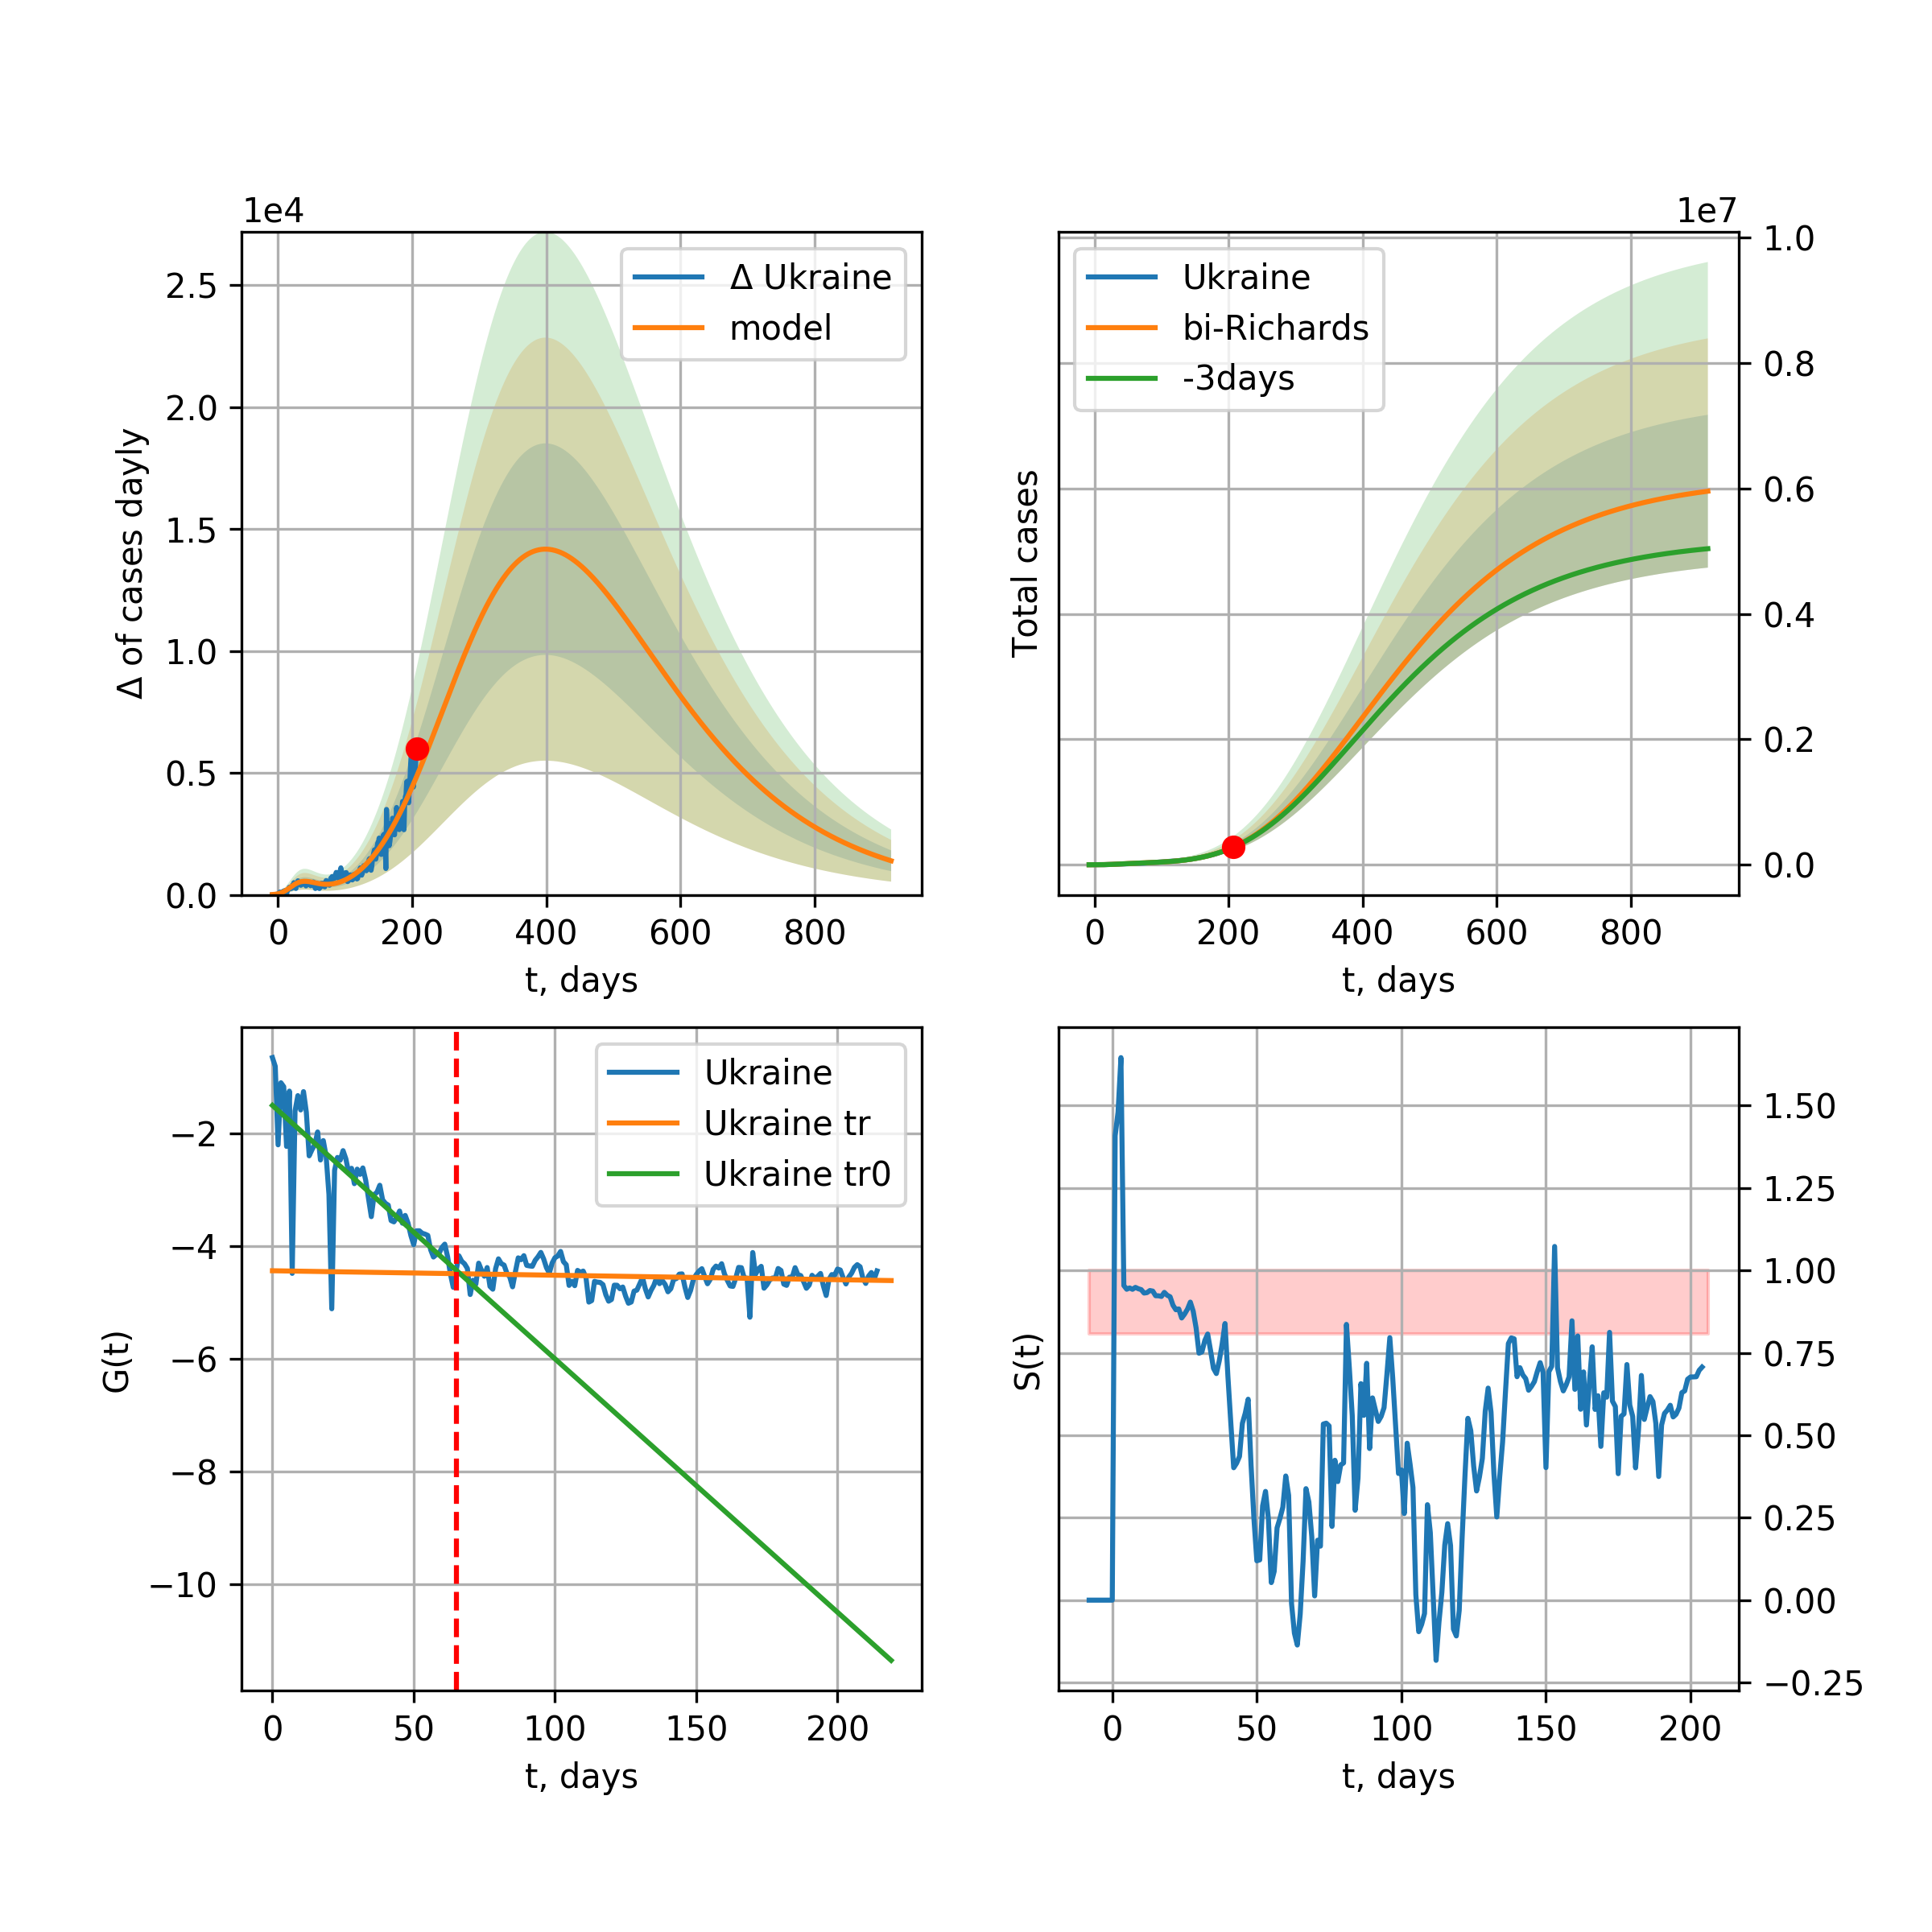 1e4
Δ of cases dayly
2.5
2.0
1.5
1.0
0.5
0.0
Δ Ukraine
model
0
200
400
600
800
t, days
1e7
Total cases
Ukraine
bi-Richards
-3days
1.0
0.8
0.6
0.4
0.2
0.0
0
200
400
600
800
t, days
G(t)
−2
−4
−6
−8
−10
Ukraine
Ukraine tr
Ukraine tr0
0
50
100
150
200
t, days
S(t)
1.50
1.25
1.00
0.75
0.50
0.25
0.00
−0.25
0
50
100
150
200
t, days